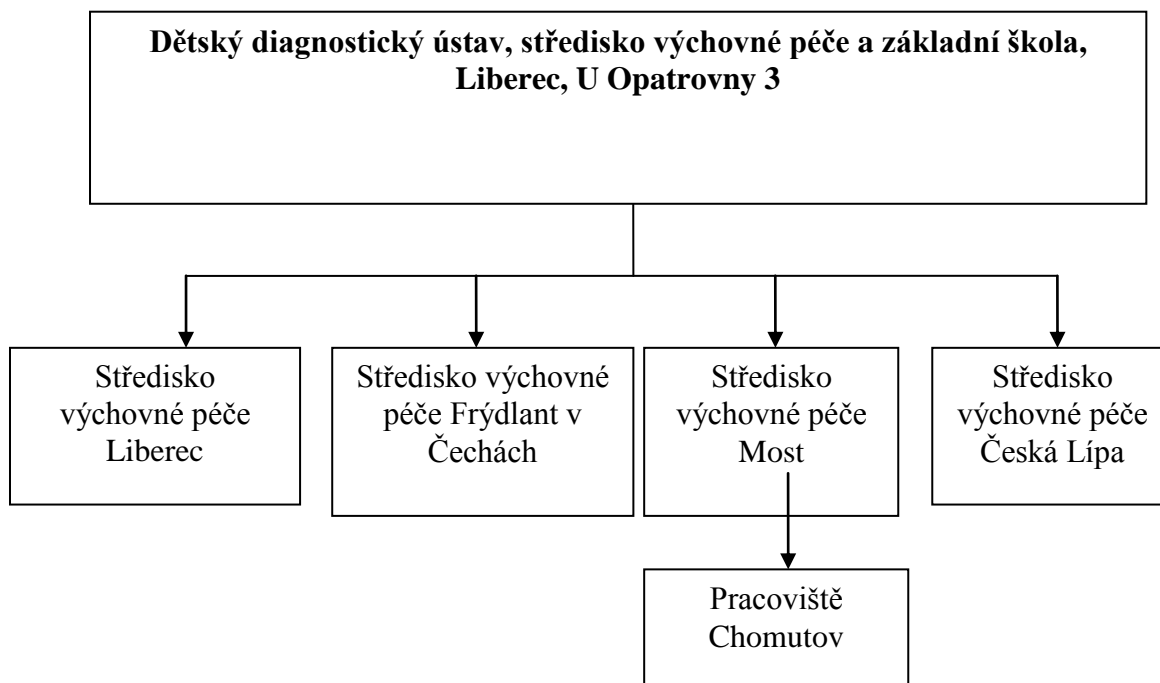 Dětský diagnostický ústav, středisko výchovné péče a základní škola,
Liberec, U Opatrovny 3
Středisko
výchovné péče
Liberec
Středisko výchovné
péče Frýdlant v
Čechách
Středisko
výchovné péče
Most
Středisko
výchovné péče
Česká Lípa
Pracoviště
Chomutov